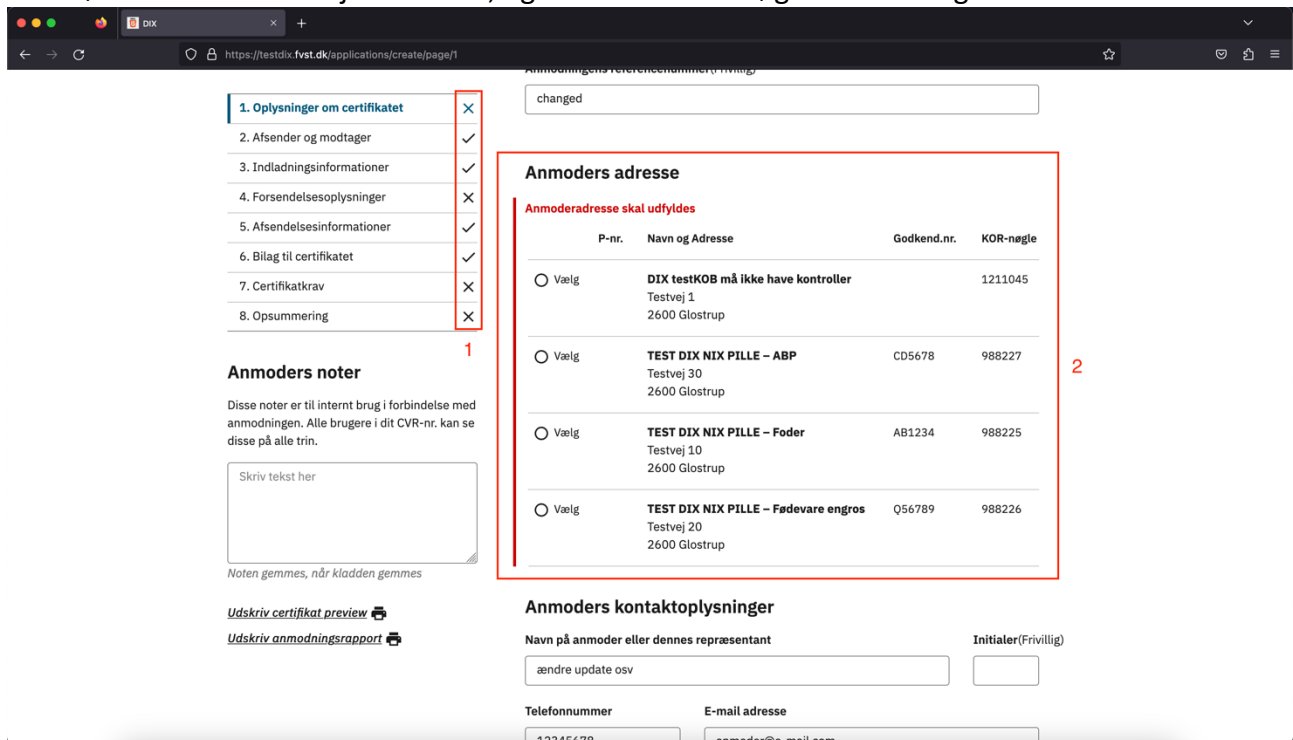 DIX
https://testdix.fvst.dk/applications/create/page/1
Anmodningens referencenummer(Frivillig)
changed
1. Oplysninger om certifikatet
2. Afsender og modtager
3. Indladningsinformationer
4. Forsendelsesoplysninger
5. Afsendelsesinformationer
6. Bilag til certifikatet
7. Certifikatkrav
8. Opsummering
1
Anmoders noter
Disse noter er til internt brug i forbindelse med
anmodningen. Alle brugere i dit CVR-nr. kan se
disse på alle trin.
Skriv tekst her
Noten gemmes, når kladden gemmes
Udskriv certifikat preview
Udskriv anmodningsrapport
Anmoders adresse
Anmoderadresse skal udfyldes
P-nr. Navn og Adresse Godkend.nr. KOR-nøgle
Vælg DIX testKOB må ikke have kontroller 1211045
Testvej 1
2600 Glostrup
Vælg TEST DIX NIX PILLE – ABP CD5678 988227
Testvej 30
2600 Glostrup
Vælg TEST DIX NIX PILLE – Foder AB1234 988225
Testvej 10
2600 Glostrup
Vælg TEST DIX NIX PILLE – Fødevare engros Q56789 988226
Testvej 20
2600 Glostrup
2
Anmoders kontaktoplysninger
Navn på anmoder eller dennes repræsentant Initialer(Frivillig)
ændre update osv
Telefonnummer E-mail adresse
12345678 anmoder@e-mail.com